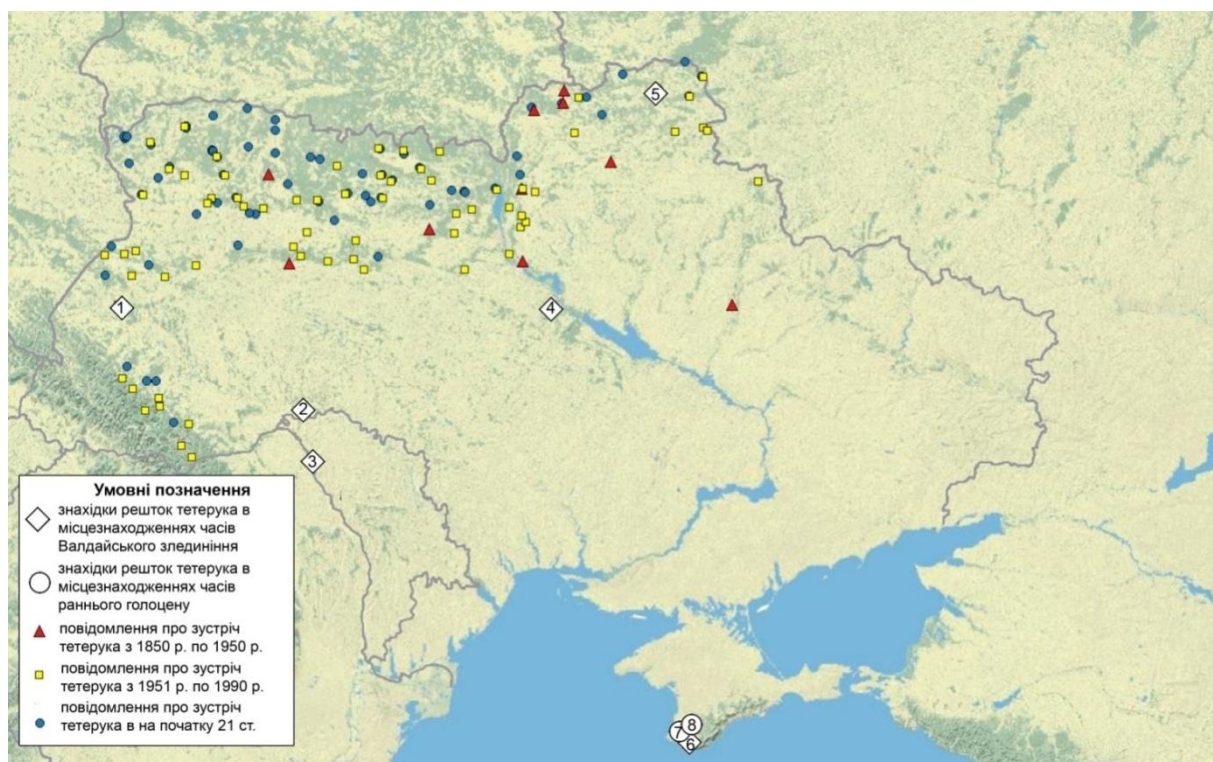 5
1
4
2
3
Умовні позначення
знахідки решток тетерука в
місцезнаходженнях часів
Валдайського злединіння
знахідки решток тетерука в
місцезнаходженнях часів
раннього голоцену
повідомлення про зустріч
тетерука з 1850 р. по 1950 р.
повідомлення про зустріч
тетерука з 1951 р. по 1990 р.
повідомлення про зустріч
тетерука в на початку 21 ст.
8
7
6